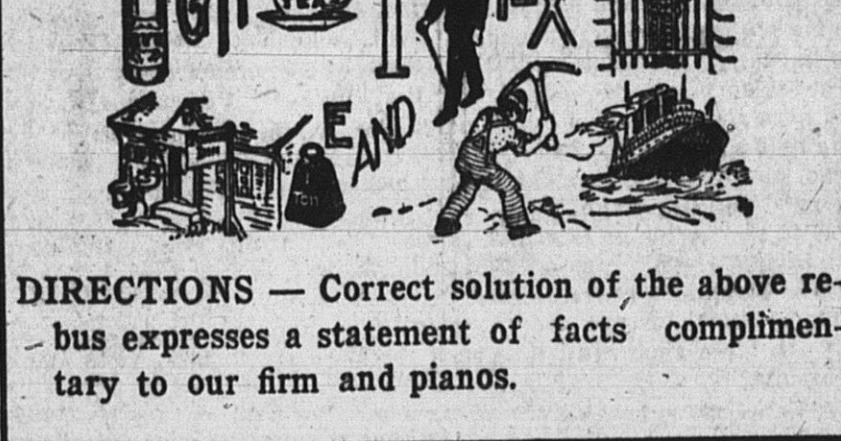 E
AND
Ton
DIRECTIONS — Correct solution of the above re-
bus expresses a statement of facts complimen-
tary to our firm and pianos.